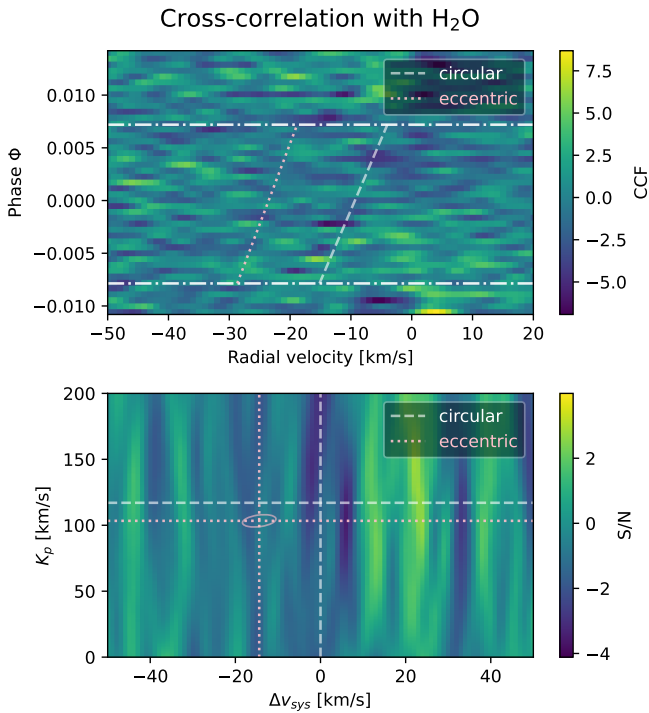 Cross-correlation with H₂O
circular
eccentric
0.010
0.005
0.000
−0.005
−0.010
Phase Φ
−50 −40 −30 −20 −10 0 10 20
Radial velocity [km/s]
7.5
5.0
2.5
0.0
−2.5
−5.0
CCF
circular
eccentric
200
150
100
50
0
K_p [km/s]
−40 −20 0 20 40
Δv_sys [km/s]
2
0
−2
−4
S/N